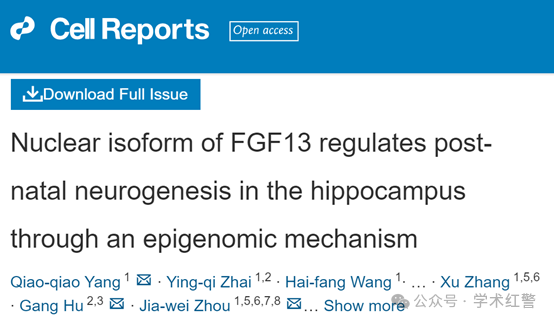 Cell Reports
Open access
Download Full Issue
Nuclear isoform of FGF13 regulates post-
natal neurogenesis in the hippocampus
through an epigenomic mechanism
Qiao-qiao Yang 1 · Ying-qi Zhai 1,2 · Hai-fang Wang 1 · ... · Xu Zhang 1,5,6
· Gang Hu 2,3 · Jia-wei Zhou 1,5,6,7,8 ... Show more
公众号 · 学术红警